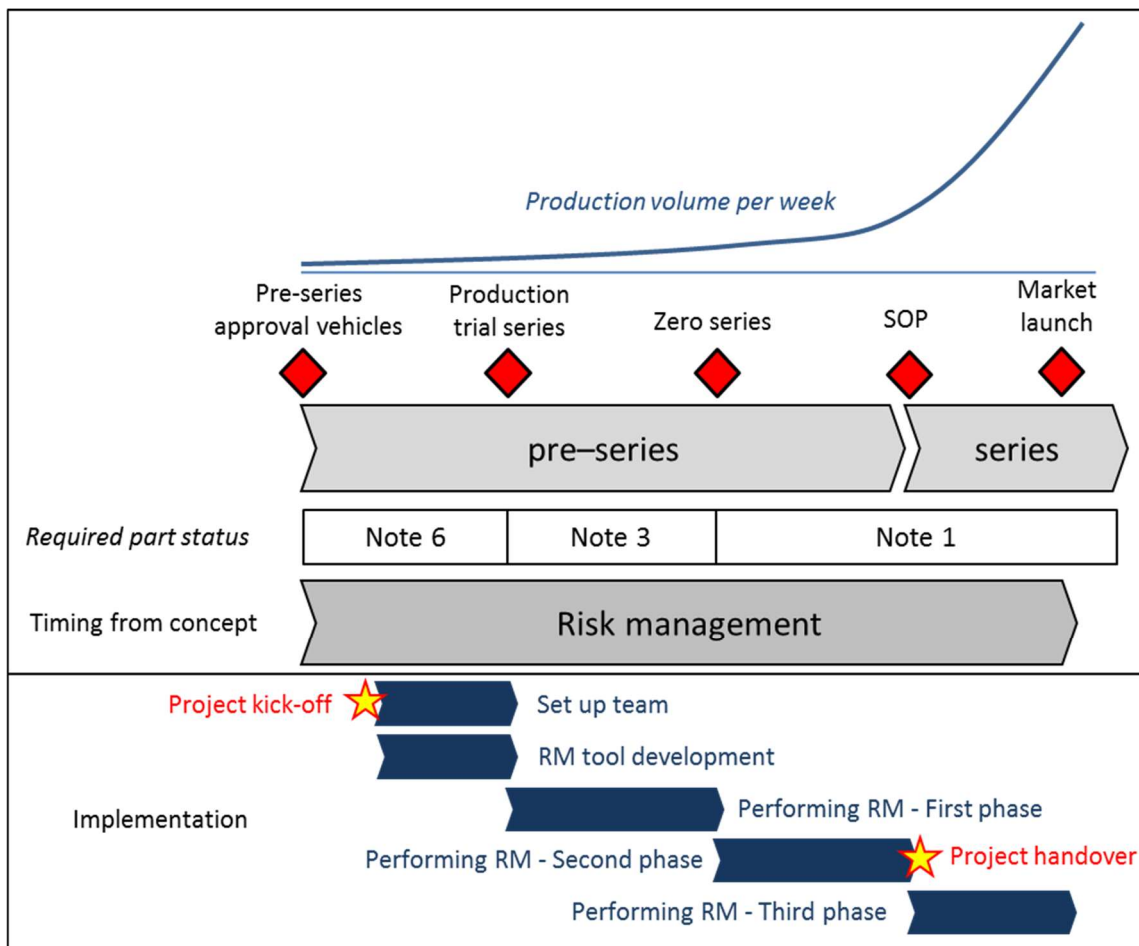 Production volume per week
Pre-series
approval vehicles
Production
trial series
Zero series
SOP
Market
launch
pre–series
series
Required part status
Note 6
Note 3
Note 1
Timing from concept
Risk management
Project kick-off
Set up team
RM tool development
Implementation
Performing RM - First phase
Performing RM - Second phase
Project handover
Performing RM - Third phase